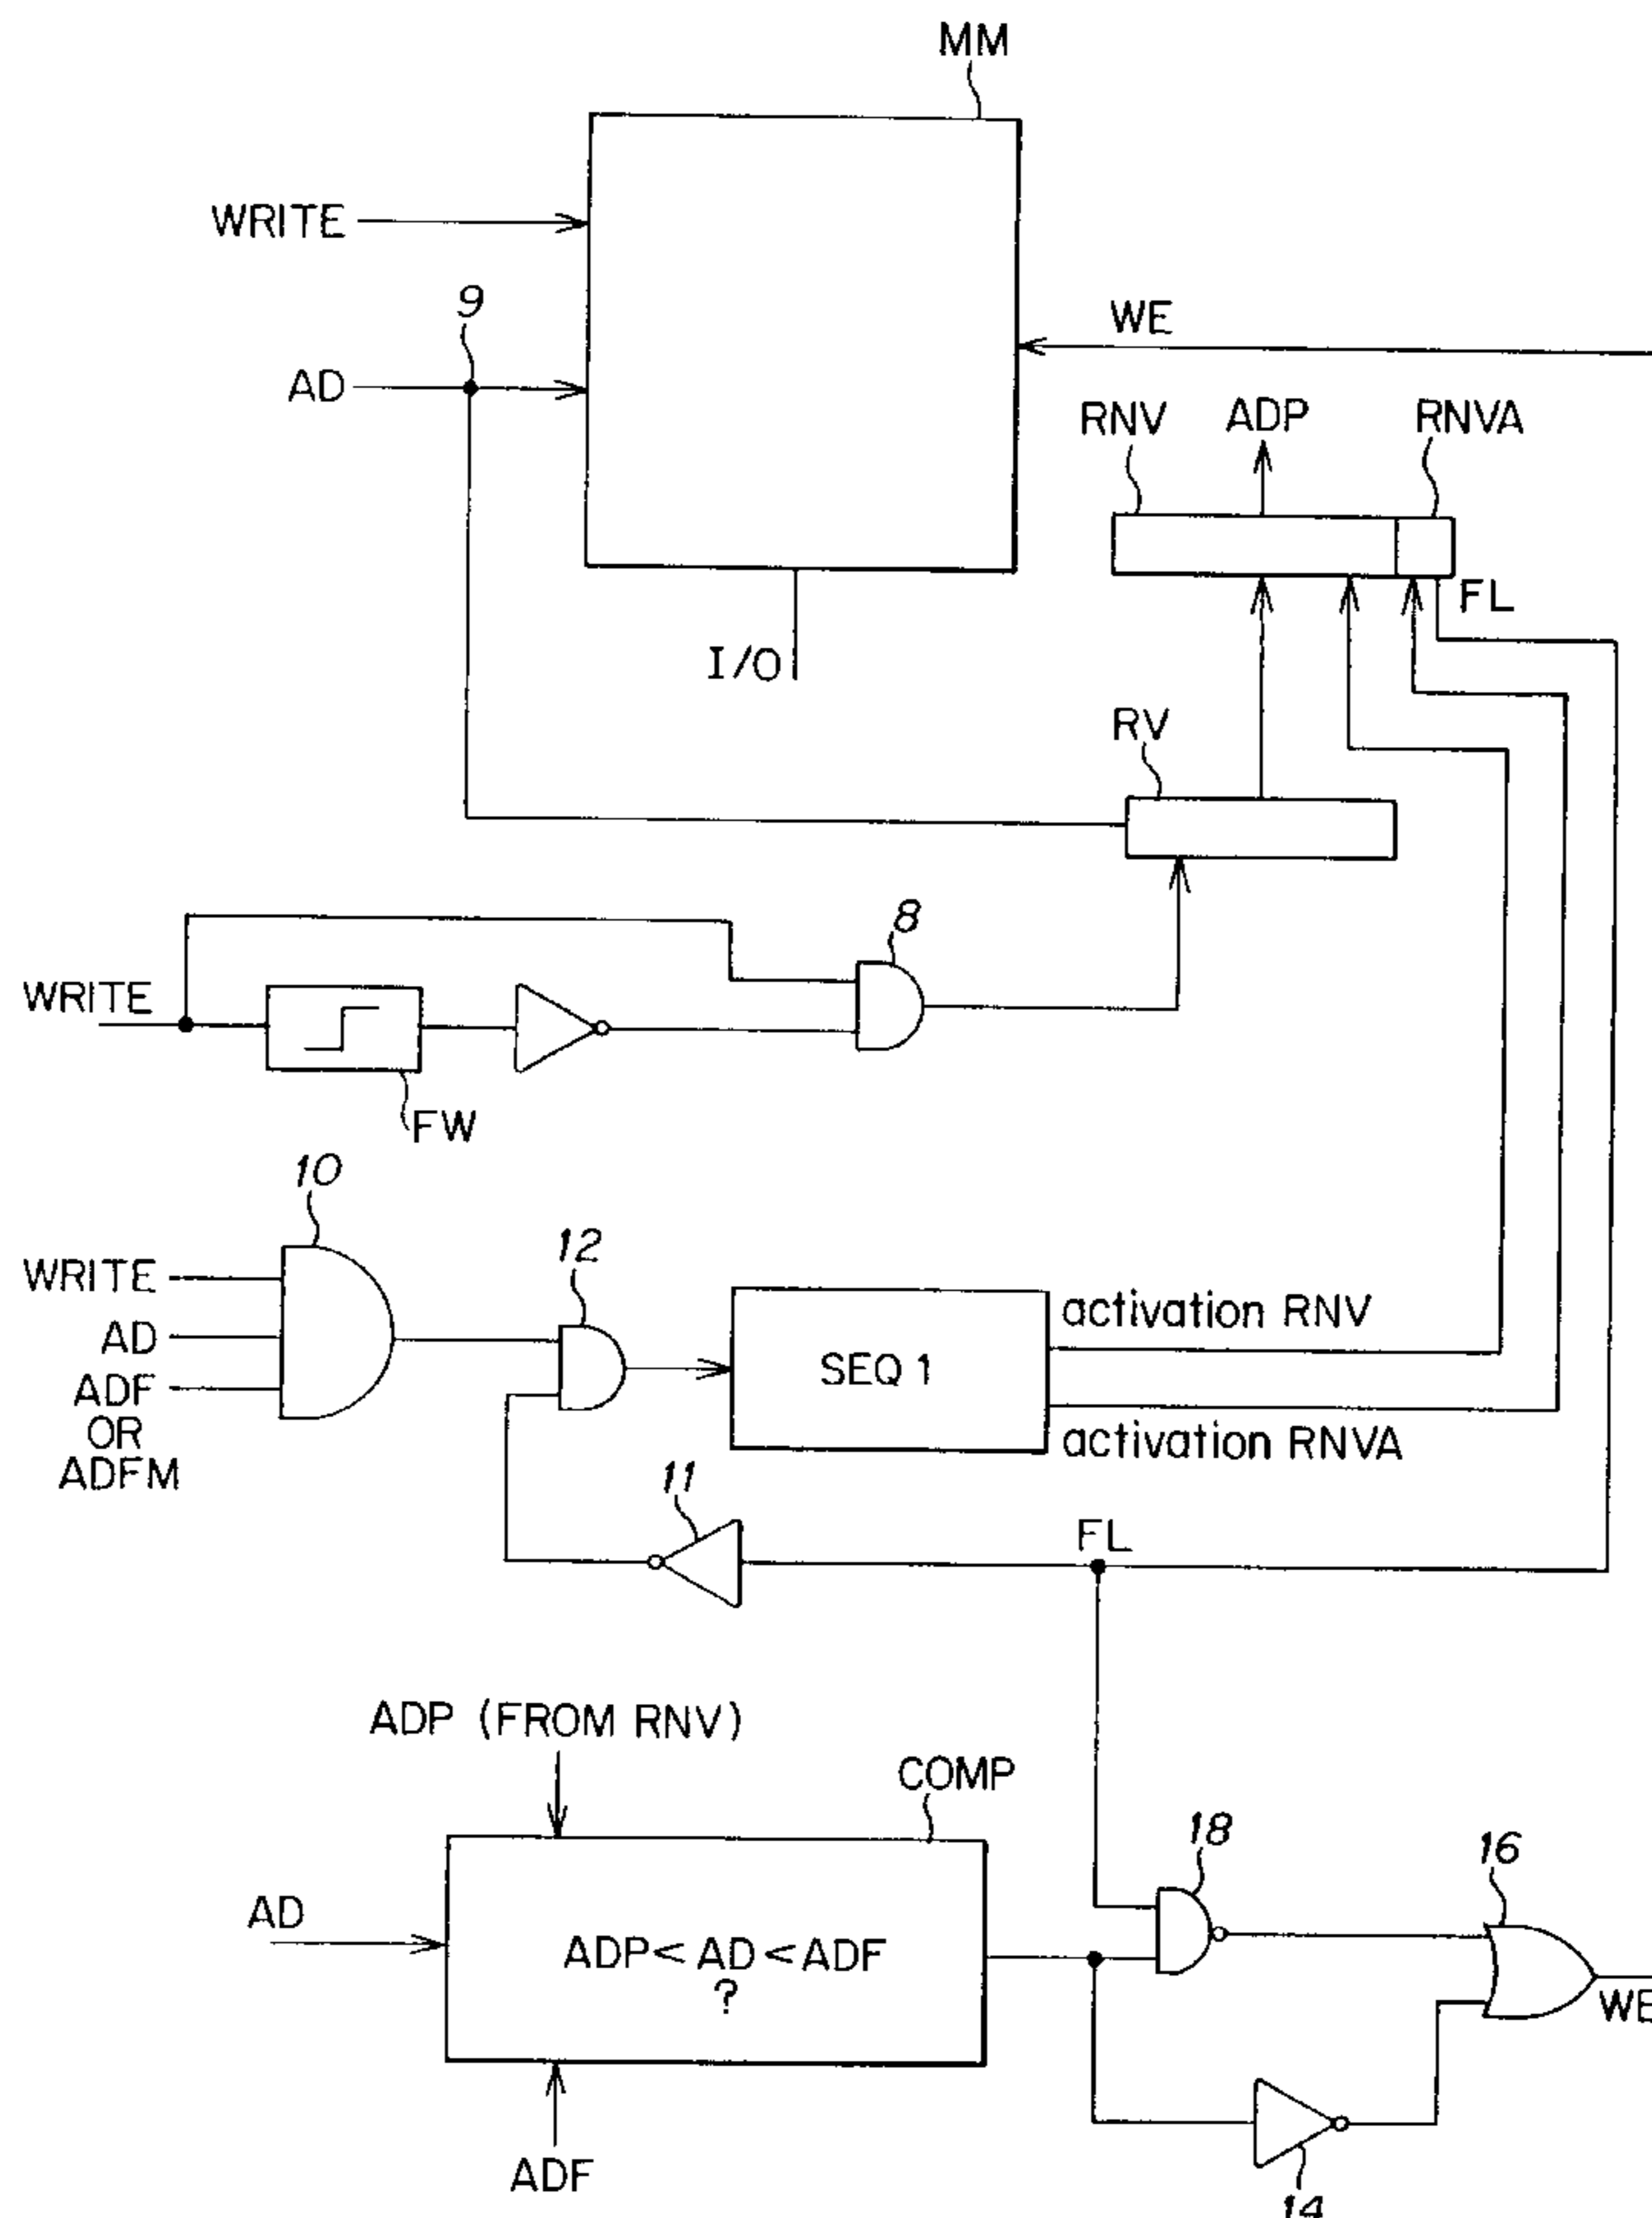 MM
WRITE
9
WE
AD
RNV
ADP
RNVA
FL
I/O
RV
8
WRITE
FW
10
12
WRITE
activation RNV
AD
SEQ 1
ADF
OR
activation RNVA
ADFM
11
FL
ADP (FROM RNV)
COMP
18
16
AD
ADP < AD < ADF
?
WE
ADF
14